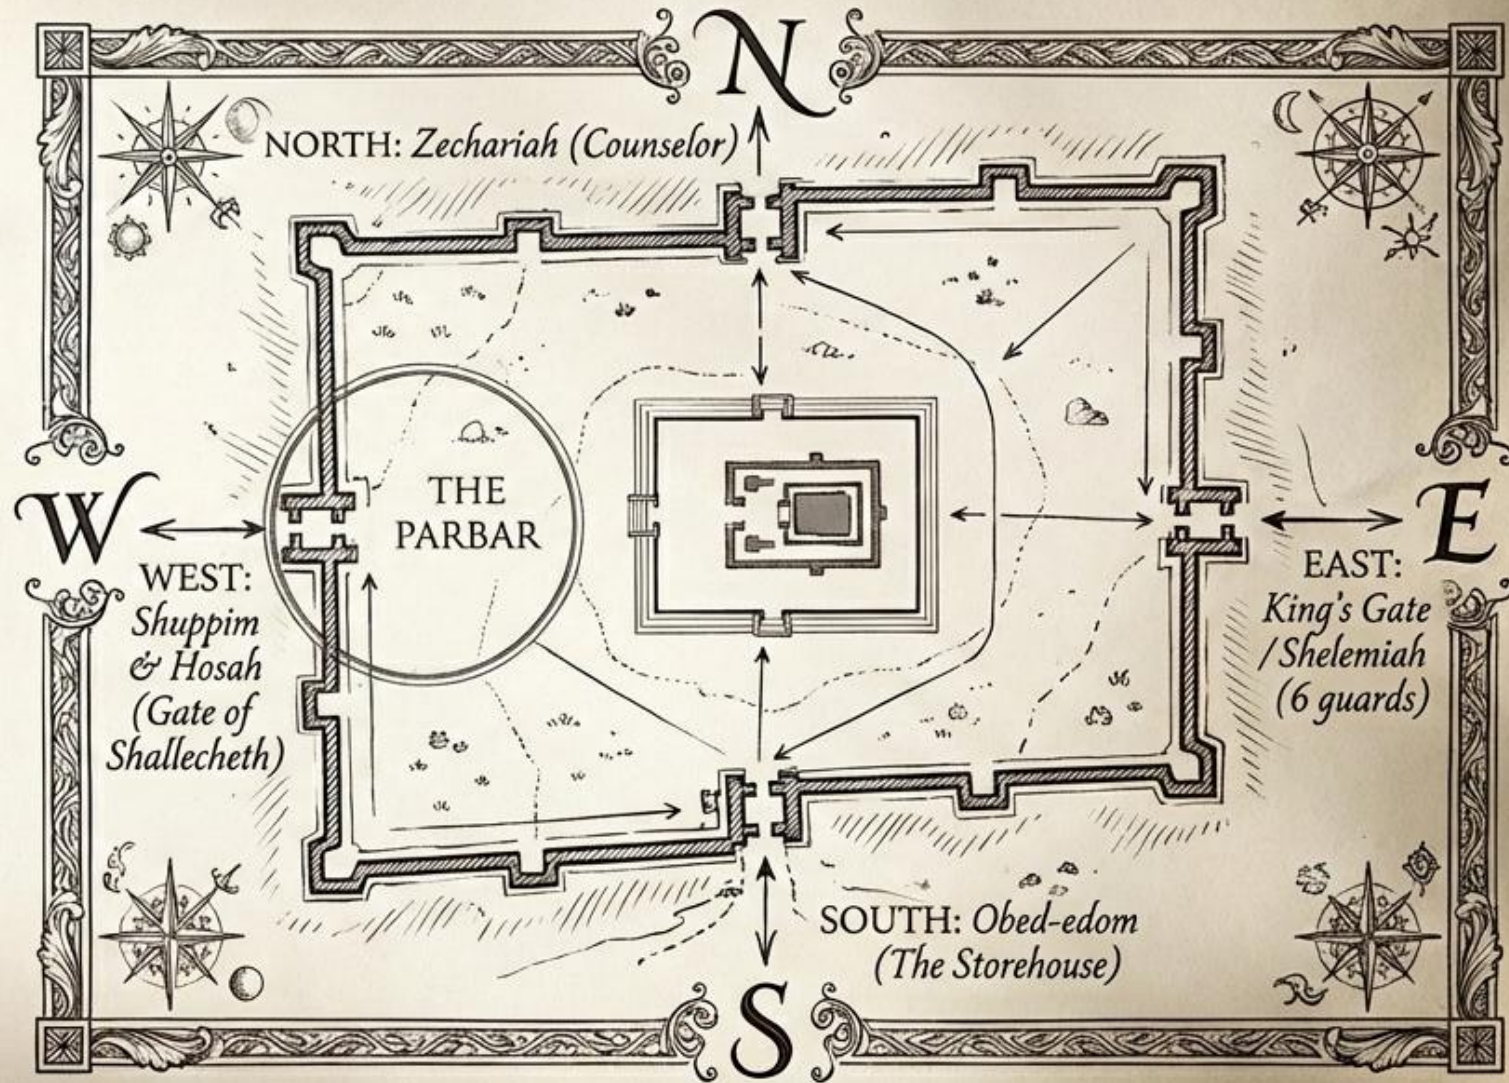 N
NORTH: Zechariah (Counselor)
THE
PARBAR
W
WEST:
Shuppim
& Hosah
(Gate of
Shallecheth)
E
EAST:
King's Gate
/Shelemiah
(6 guards)
SOUTH: Obed-edom
(The Storehouse)
S